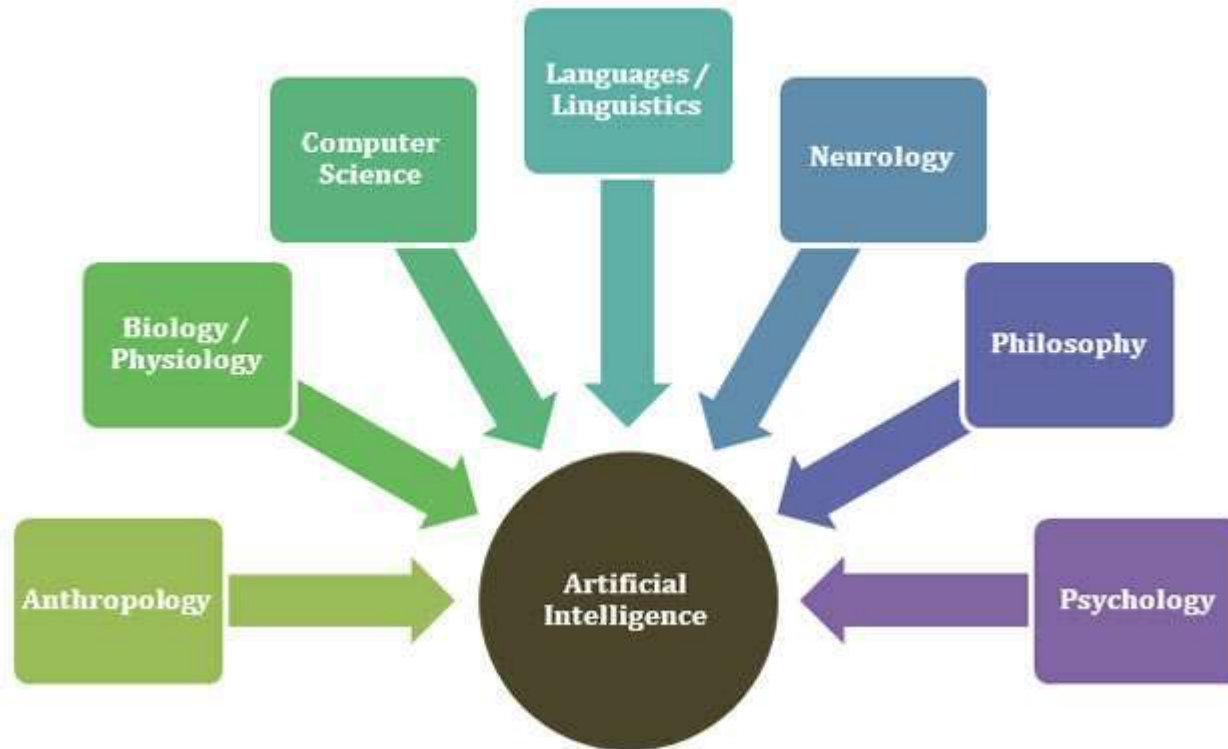 Languages /
Linguistics
Computer
Science
Neurology
Biology /
Physiology
Philosophy
Anthropology
Artificial
Intelligence
Psychology